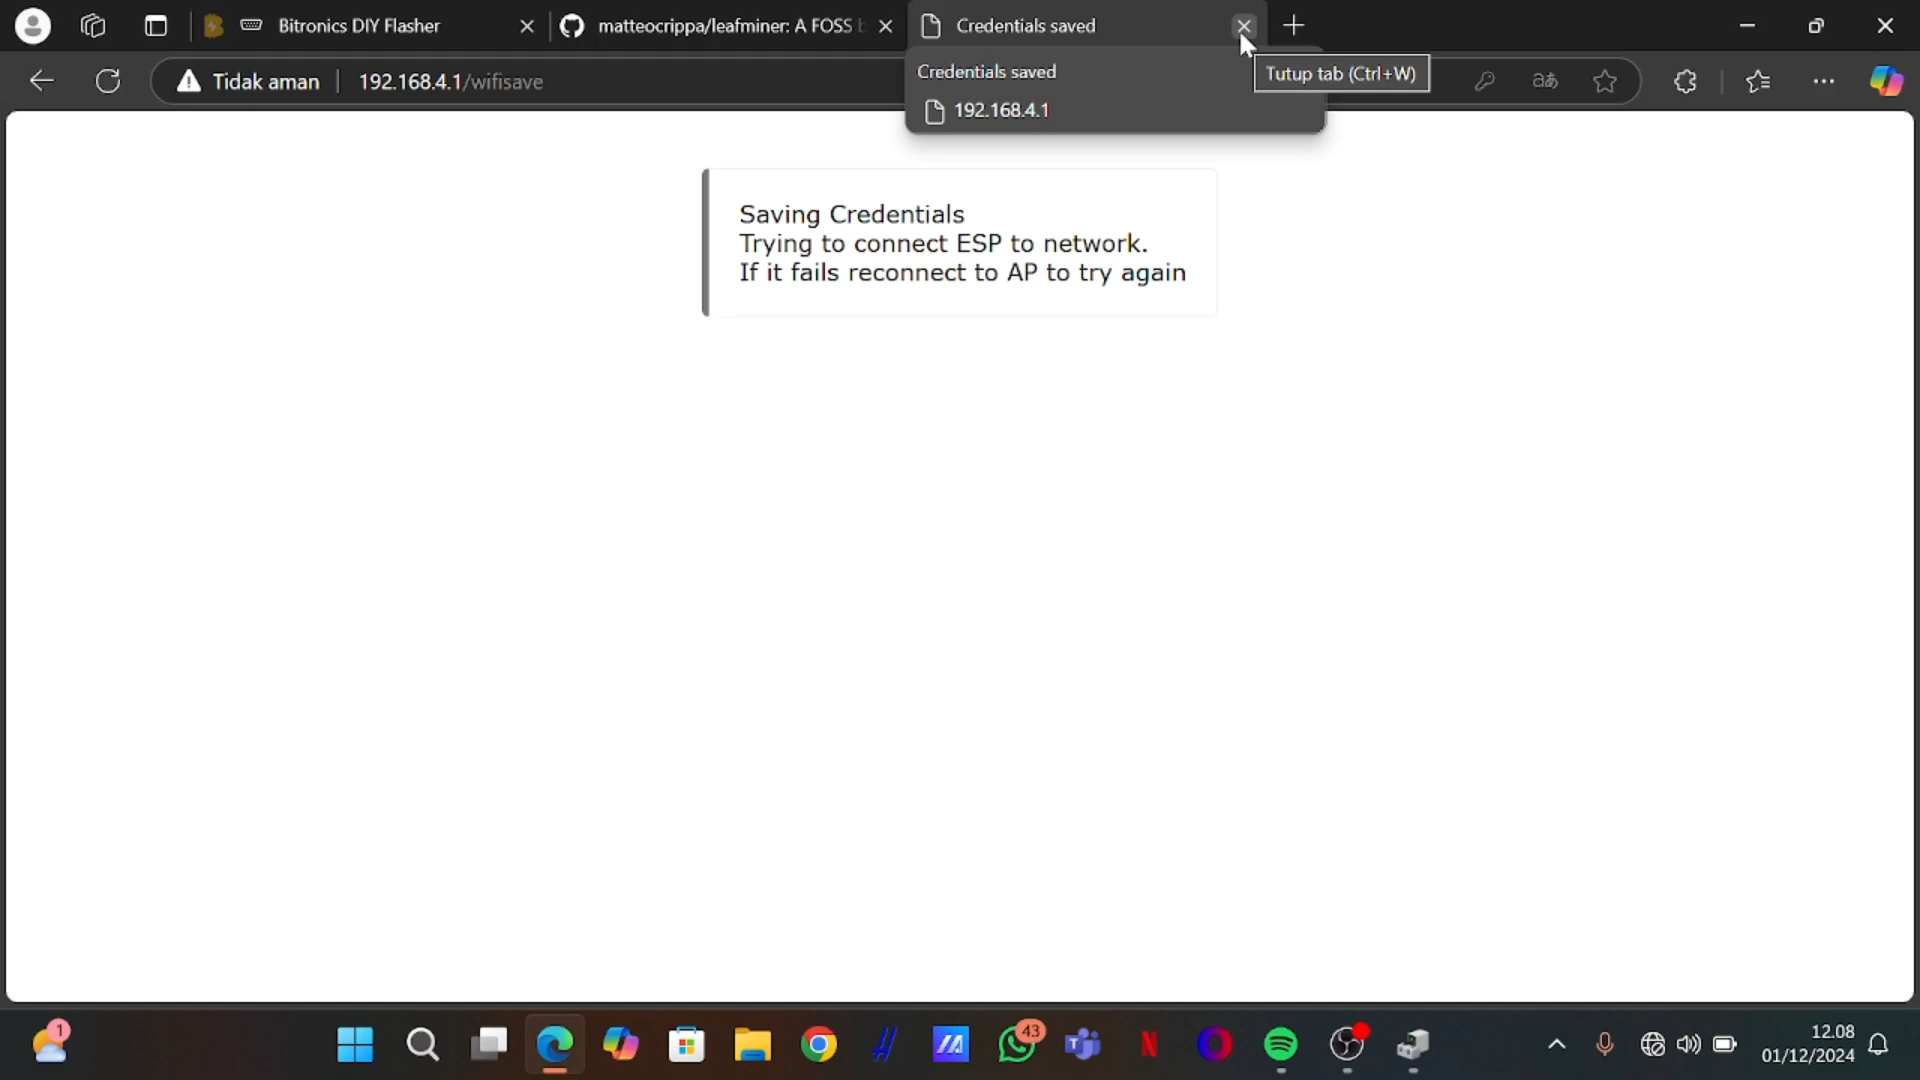 Bitronics DIY Flasher
matteocrippa/leafminer: A FOSS b
Credentials saved
Tidak aman
192.168.4.1/wifisave
Credentials saved
192.168.4.1
Tutup tab (Ctrl+W)
aあ
Saving Credentials
Trying to connect ESP to network.
If it fails reconnect to AP to try again
1
43
N
12.08
01/12/2024